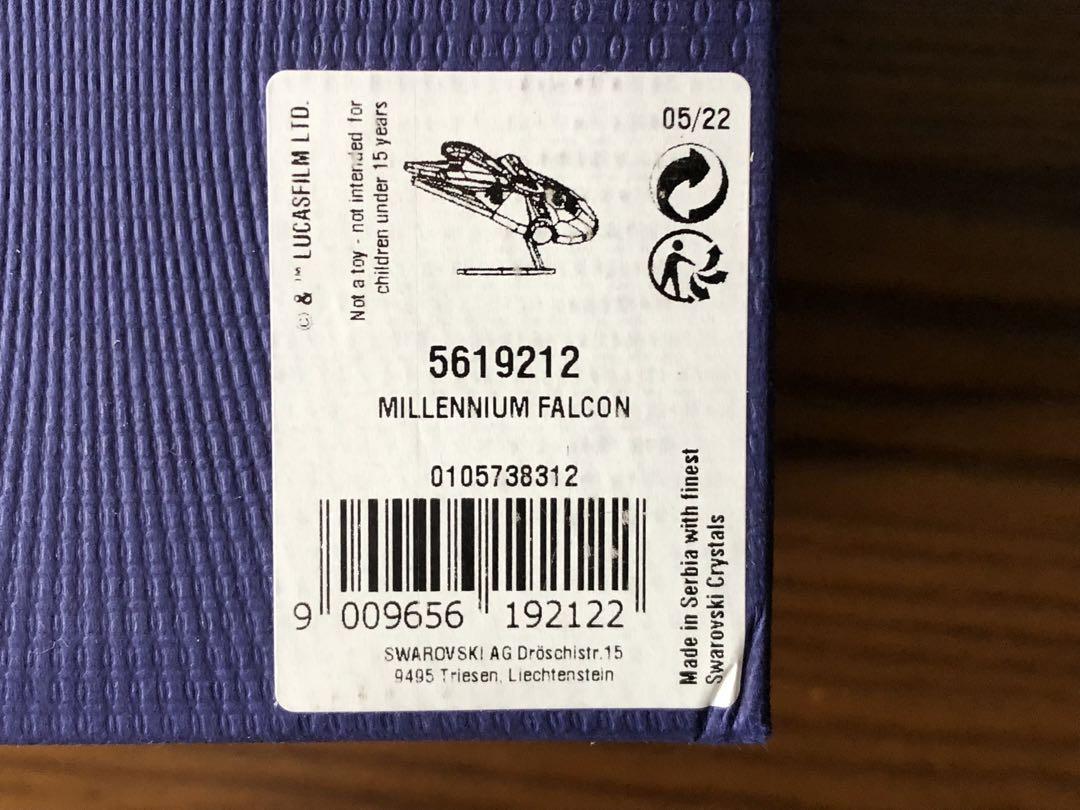 © & ™ LUCASFILM LTD.
Not a toy - not intended for
children under 15 years
05/22
5619212
MILLENNIUM FALCON
0105738312
9 009656 192122
SWAROVSKI AG Dröschistr.15
9495 Triesen, Liechtenstein
Made in Serbia with finest
Swarovski Crystals